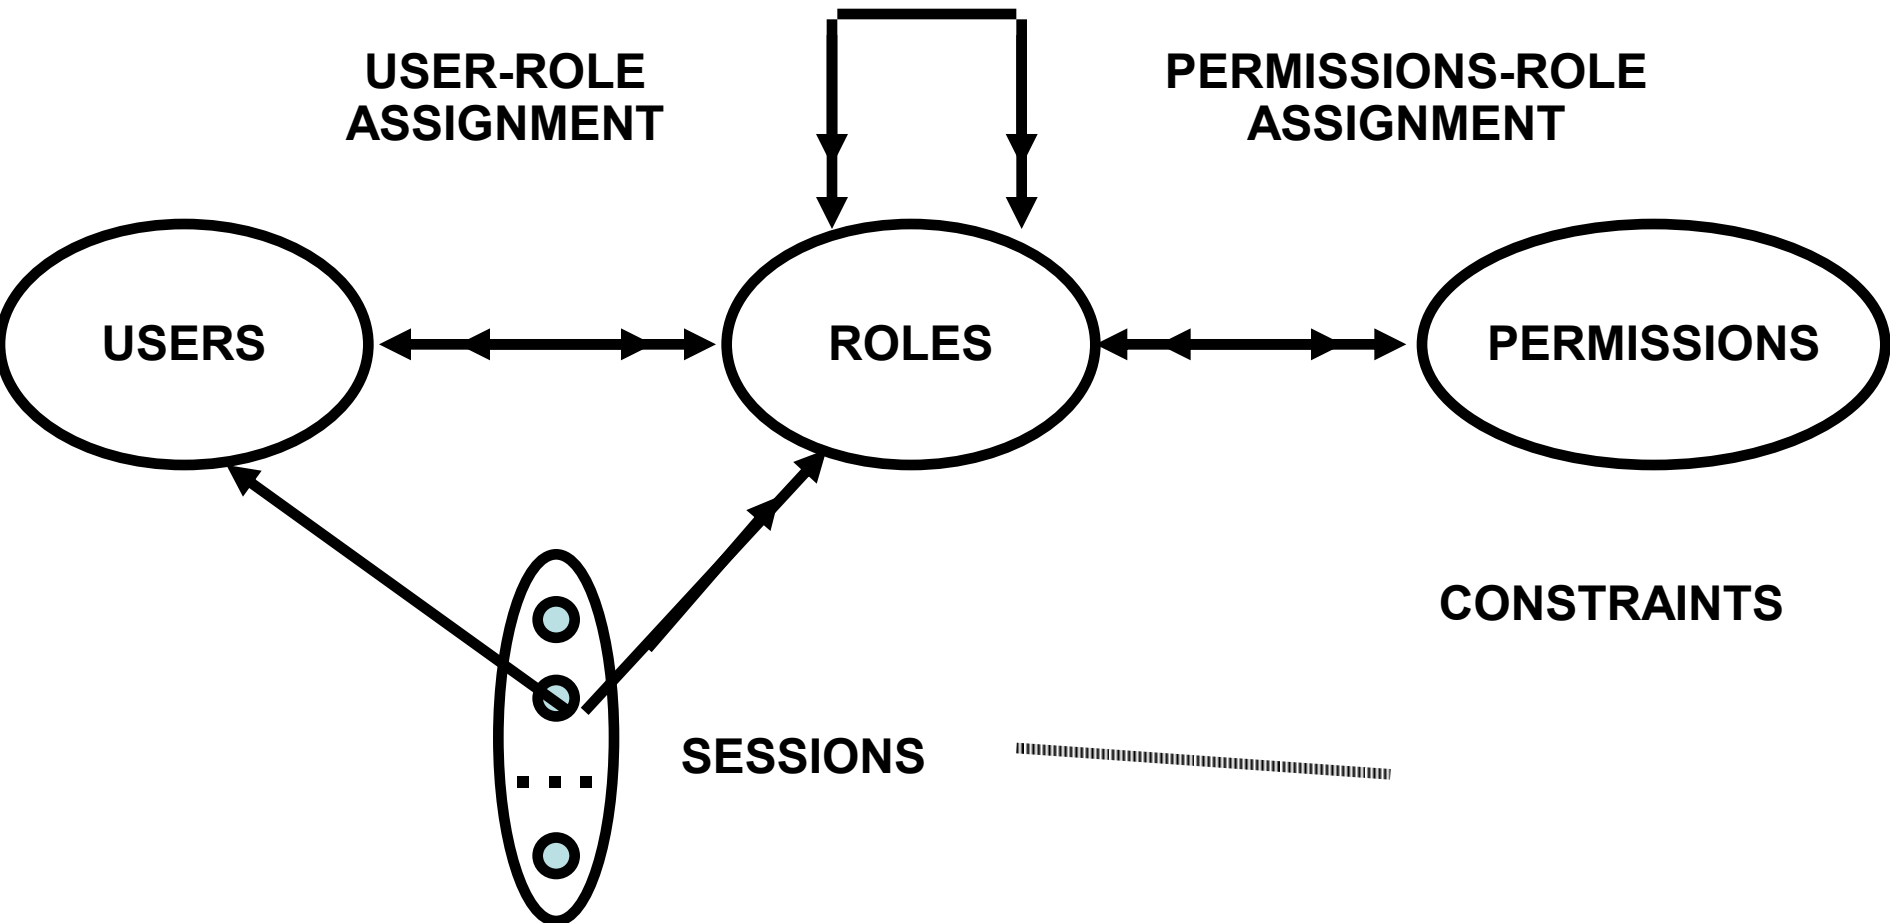 USER-ROLE
ASSIGNMENT
PERMISSIONS-ROLE
ASSIGNMENT
USERS
ROLES
PERMISSIONS
CONSTRAINTS
SESSIONS
...